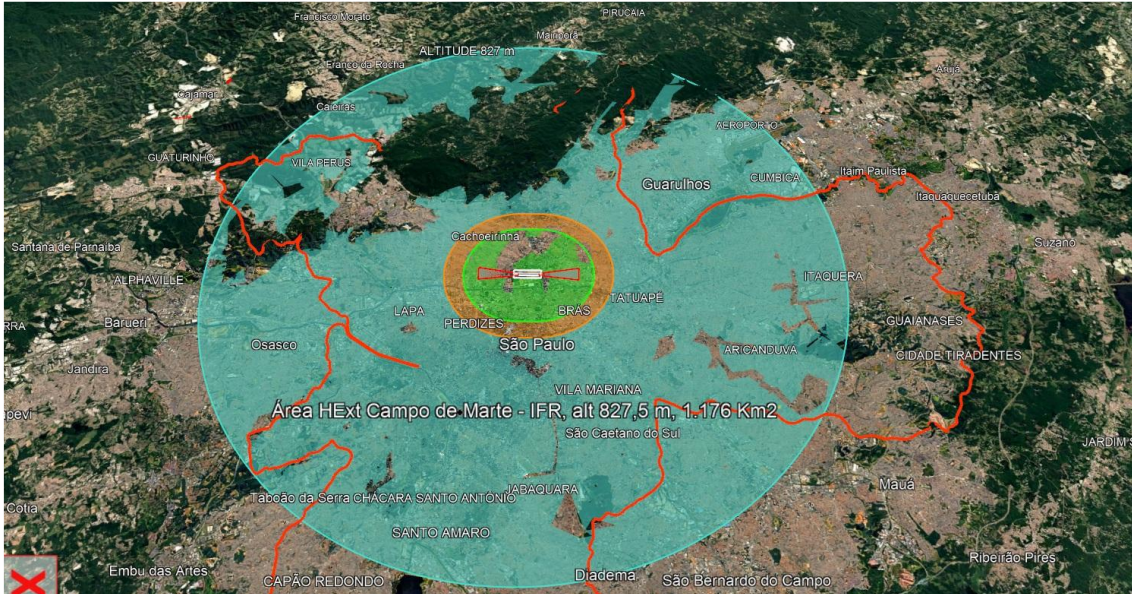 PIRUCAIA
Francisco Morato
Mairiporã
ALTITUDE 827 m
Franco da Rocha
Arujá
Cajamar
Caieiras
AEROPORTO
GUATURINHO
VILA PERUS
Itaim Paulista
CUMBICA
Guarulhos
Itaquaquecetuba
Cachoeirinha
Suzano
Santana de Parnaíba
ALPHAVILLE
ITAQUERA
TATUAPÉ
LAPA
BRÁS
RRA
Barueri
PERDIZES
GUAIANASES
Osasco
São Paulo
ARICANDUVA
CIDADE TIRADENTES
Jandira
VILA MARIANA
pevi
Área HExt Campo de Marte - IFR, alt 827,5 m, 1.176 Km2
São Caetano do Sul
JARDIM S
Mauá
JABAQUARA
Taboão da Serra
CHÁCARA SANTO ANTÔNIO
Cotia
SANTO AMARO
Ribeirão Pires
Embu das Artes
Diadema
CAPÃO REDONDO
São Bernardo do Campo